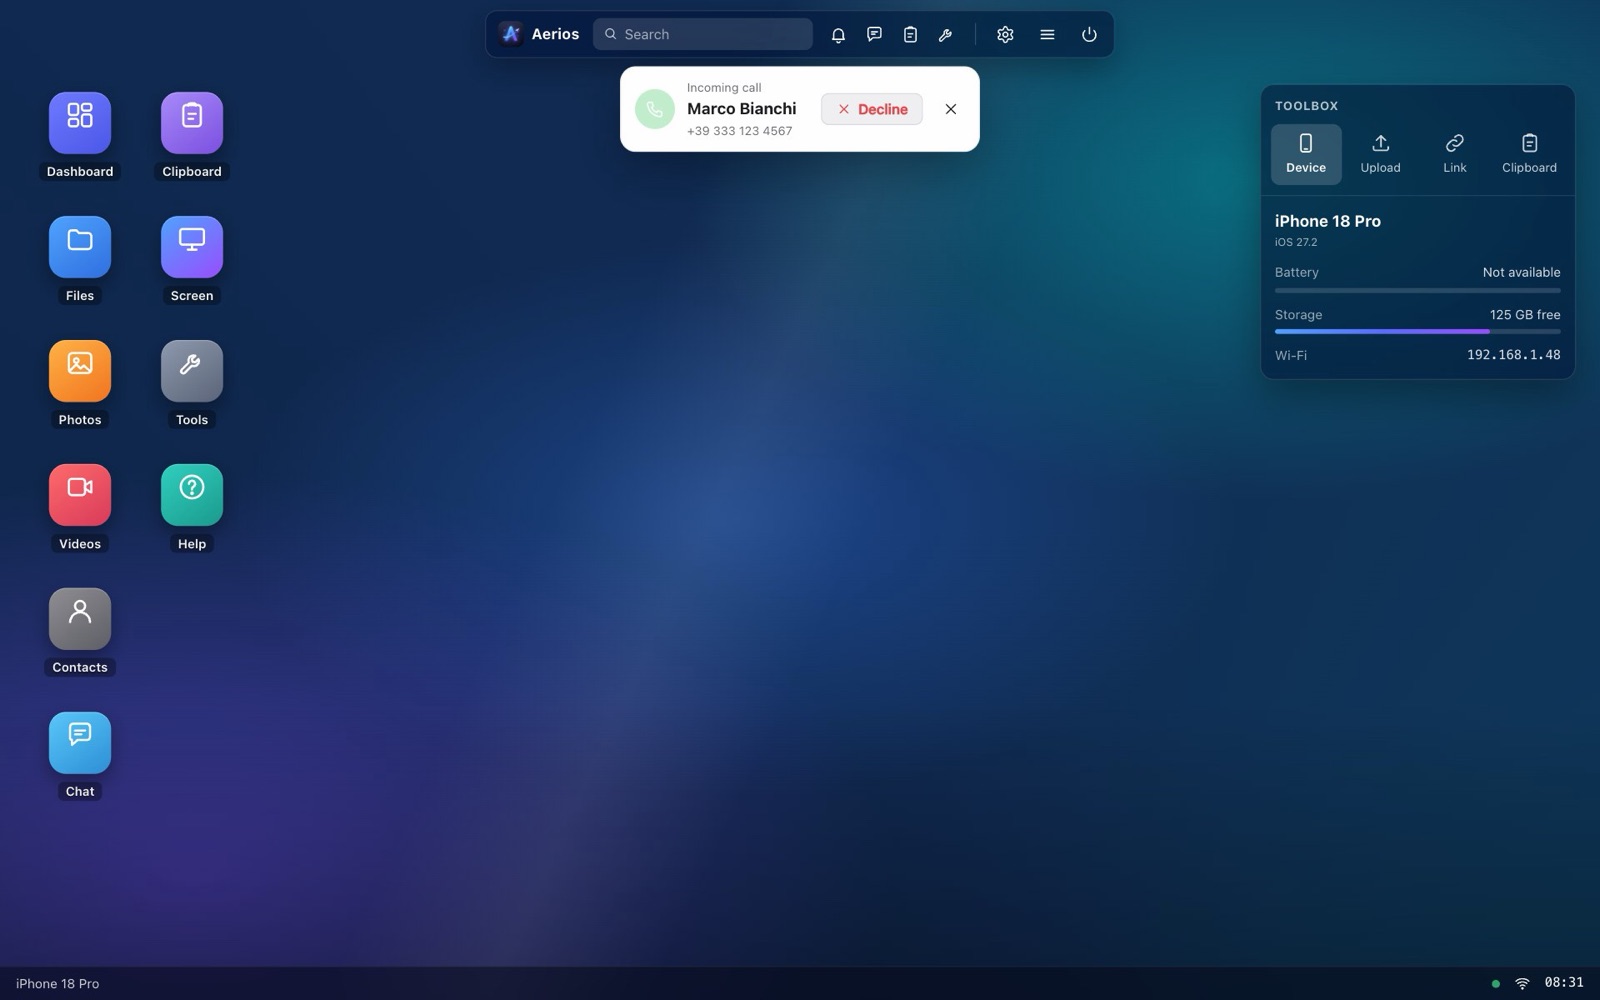 Aerios
Search
Incoming call
Marco Bianchi
+39 333 123 4567
Decline
Dashboard
Clipboard
Files
Screen
Photos
Tools
Videos
Help
Contacts
Chat
TOOLBOX
Device
Upload
Link
Clipboard
iPhone 18 Pro
iOS 27.2
Battery Not available
Storage 125 GB free
Wi-Fi 192.168.1.48
iPhone 18 Pro
08:31